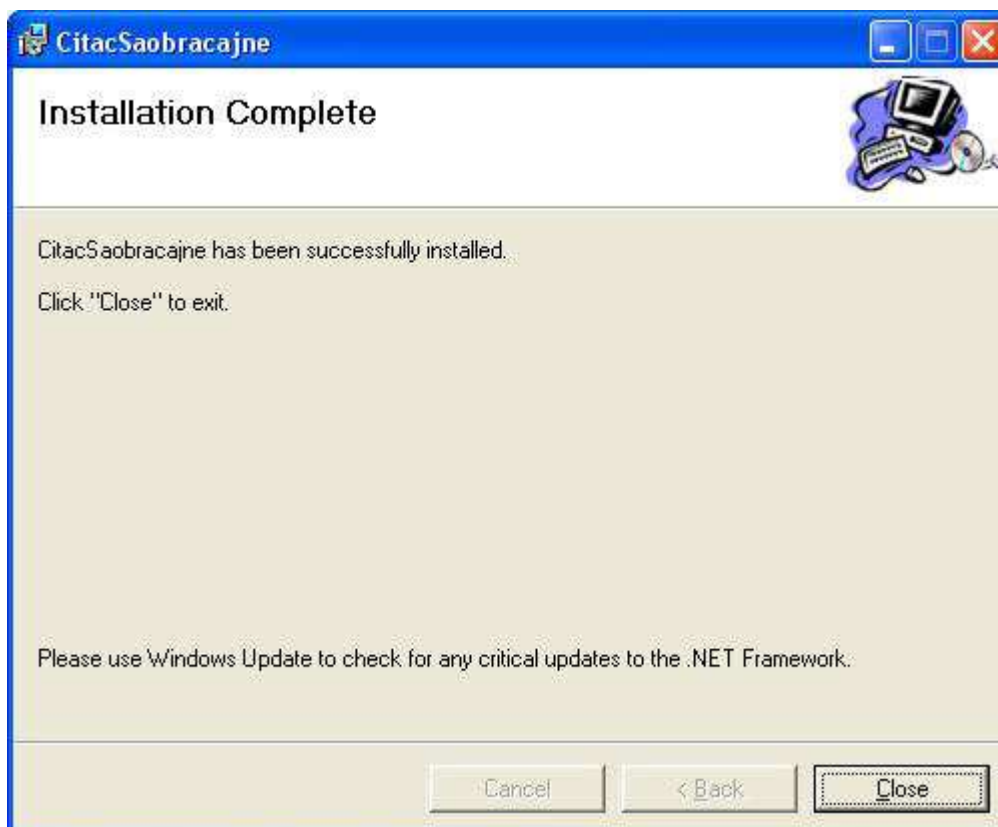 CitacSaobracajne
Installation Complete
CitacSaobracajne has been successfully installed.
Click "Close" to exit.
Please use Windows Update to check for any critical updates to the .NET Framework.
Cancel
< Back
Close